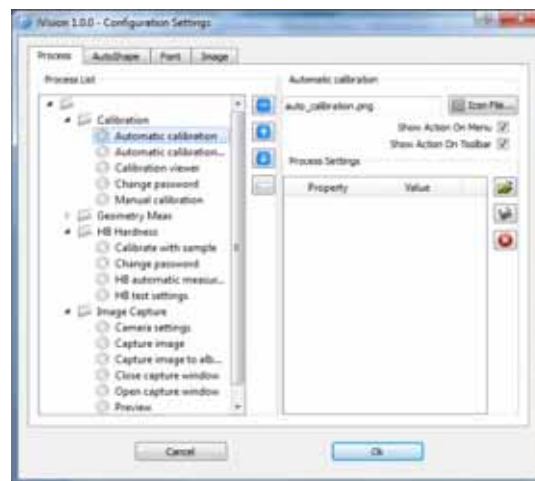 iVision 1.0.0 - Configuration Settings
Process AutoShape Font Image
Process List
Calibration
Automatic calibration
Automatic calibration...
Calibration viewer
Change password
Manual calibration
Geometry Meas
HB Hardness
Calibrate with sample
Change password
HB automatic measur...
HB test settings
Image Capture
Camera settings
Capture image
Capture image to alb...
Close capture window
Open capture window
Preview
Automatic calibration
auto_calibration.png Icon File...
Show Action On Menu
Show Action On Toolbar
Process Settings
Property Value
Cancel Ok